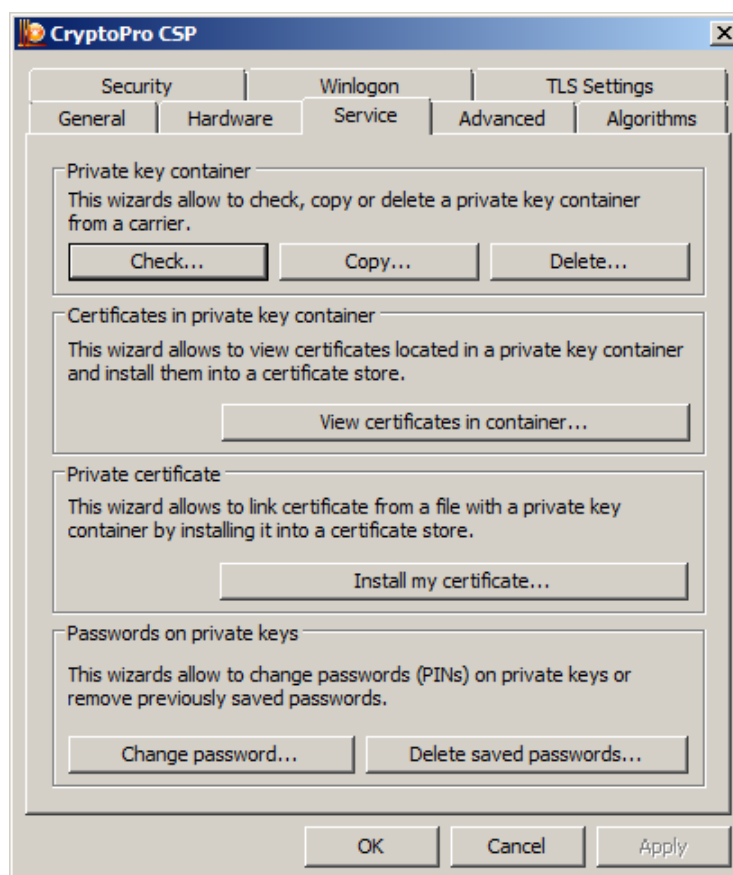 CryptoPro CSP
Security Winlogon TLS Settings
General Hardware Service Advanced Algorithms
Private key container
This wizards allow to check, copy or delete a private key container
from a carrier.
Check... Copy... Delete...
Certificates in private key container
This wizard allows to view certificates located in a private key container
and install them into a certificate store.
View certificates in container...
Private certificate
This wizard allows to link certificate from a file with a private key
container by installing it into a certificate store.
Install my certificate...
Passwords on private keys
This wizards allow to change passwords (PINs) on private keys or
remove previously saved passwords.
Change password... Delete saved passwords...
OK Cancel Apply